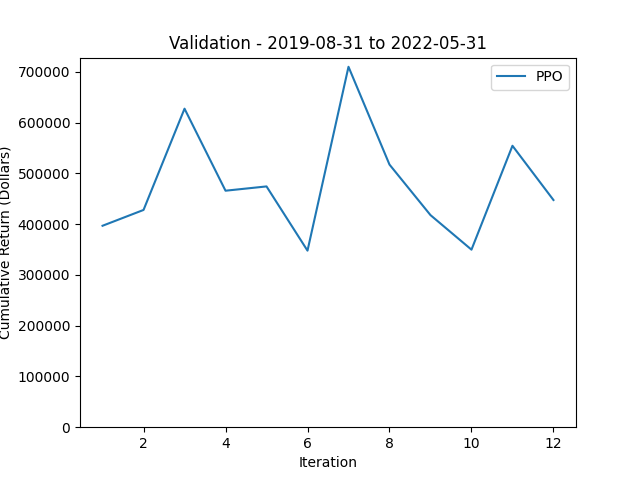 Validation - 2019-08-31 to 2022-05-31
PPO
Cumulative Return (Dollars)
700000
600000
500000
400000
300000
200000
100000
0
2 4 6 8 10 12
Iteration